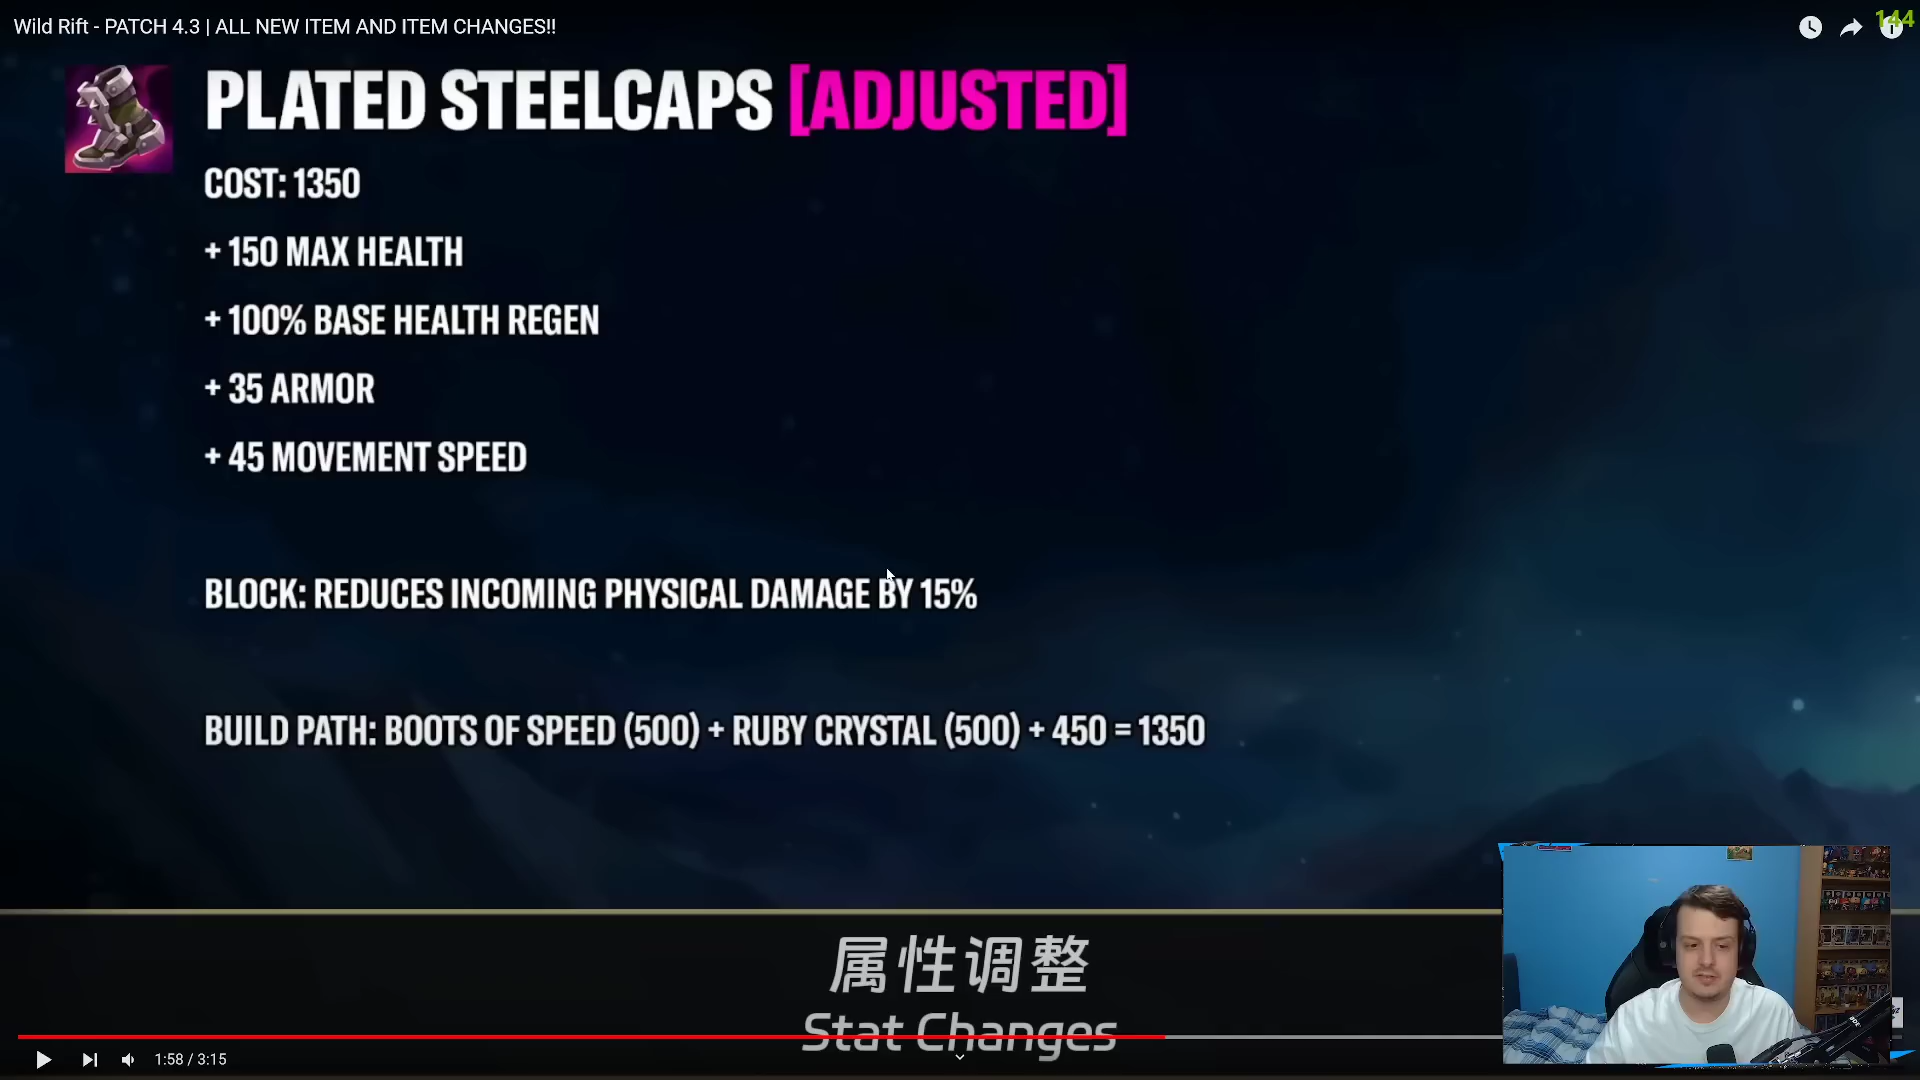 Wild Rift - PATCH 4.3 | ALL NEW ITEM AND ITEM CHANGES!!
144
PLATED STEELCAPS [ADJUSTED]
COST: 1350
+ 150 MAX HEALTH
+ 100% BASE HEALTH REGEN
+ 35 ARMOR
+ 45 MOVEMENT SPEED
BLOCK: REDUCES INCOMING PHYSICAL DAMAGE BY 15%
BUILD PATH: BOOTS OF SPEED (500) + RUBY CRYSTAL (500) + 450 = 1350
属性调整
Stat Changes
1:58 / 3:15